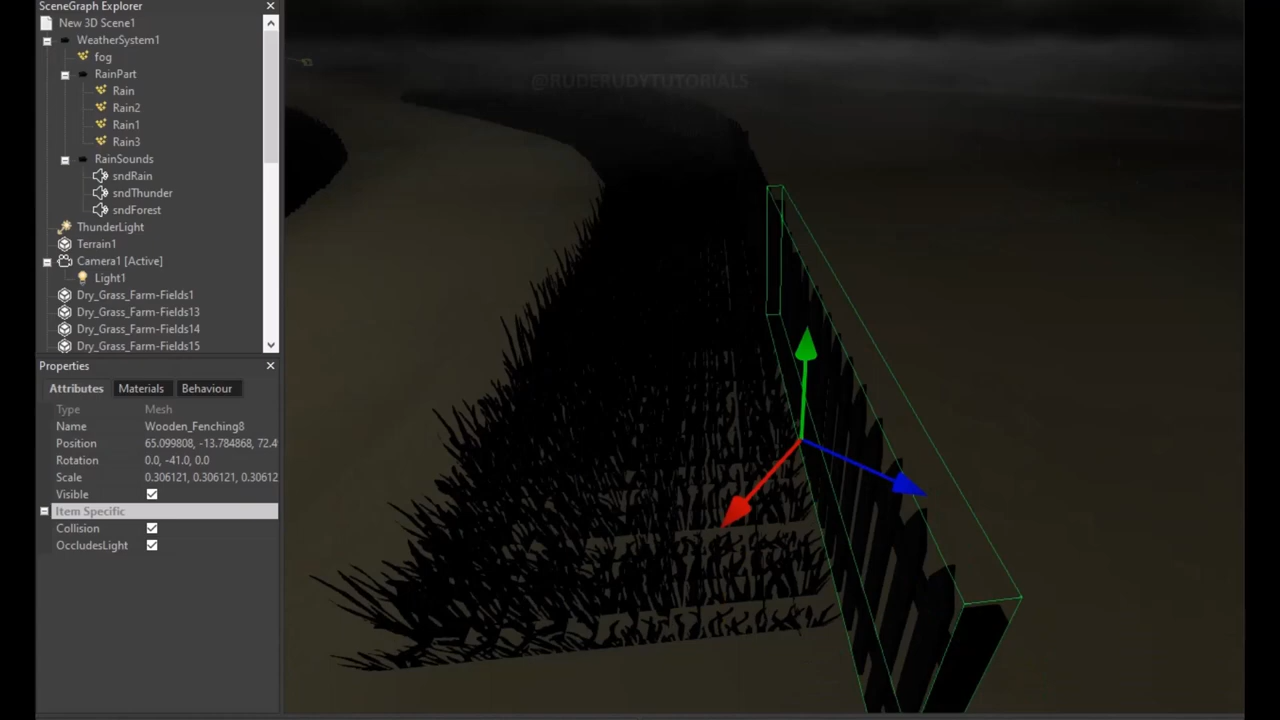 SceneGraph Explorer
New 3D Scene1
WeatherSystem1
fog
RainPart
Rain
Rain2
Rain1
Rain3
RainSounds
sndRain
sndThunder
sndForest
ThunderLight
Terrain1
Camera1 [Active]
Light1
Dry_Grass_Farm-Fields1
Dry_Grass_Farm-Fields13
Dry_Grass_Farm-Fields14
Dry_Grass_Farm-Fields15
Properties
Attributes Materials Behaviour
Type Mesh
Name Wooden_Fenching8
Position 65.099808, -13.784868, 72.4
Rotation 0.0, -41.0, 0.0
Scale 0.306121, 0.306121, 0.30612
Visible
Item Specific
Collision
OccludesLight
@RUDERUDYTUTORIALS